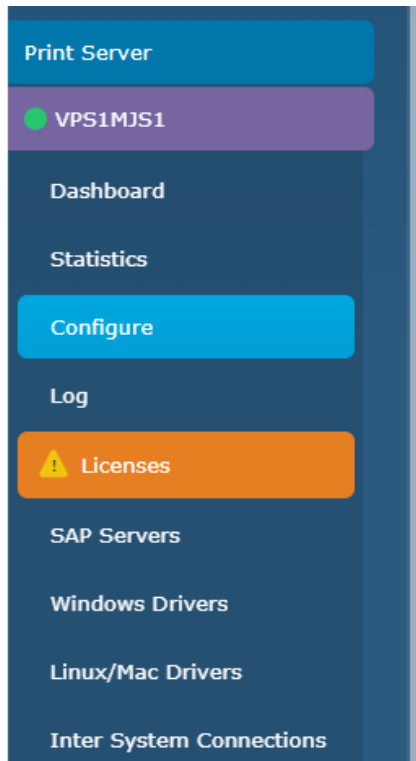 Print Server
VPS1MJS1
Dashboard
Statistics
Configure
Log
Licenses
SAP Servers
Windows Drivers
Linux/Mac Drivers
Inter System Connections